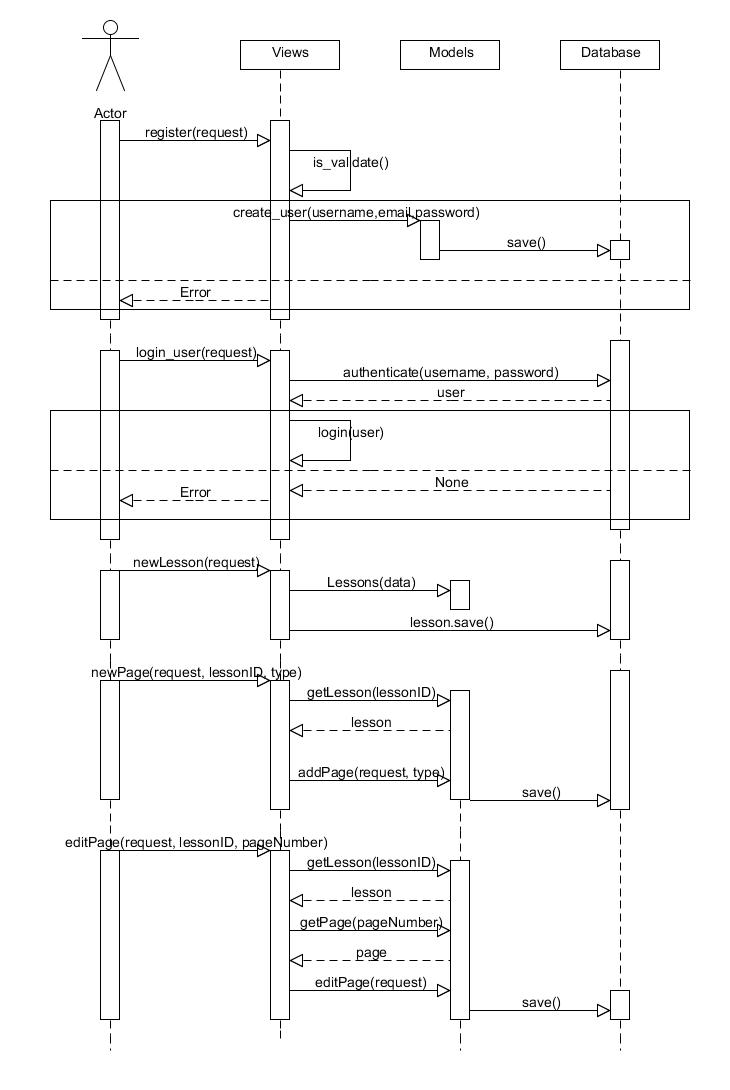 Views
Models
Database
Actor
register(request)
is_validate()
create_user(username,email,password)
save()
Error
login_user(request)
authenticate(username, password)
user
login(user)
None
Error
newLesson(request)
Lessons(data)
lesson.save()
newPage(request, lessonID, type)
getLesson(lessonID)
lesson
addPage(request, type)
save()
editPage(request, lessonID, pageNumber)
getLesson(lessonID)
lesson
getPage(pageNumber)
page
editPage(request)
save()